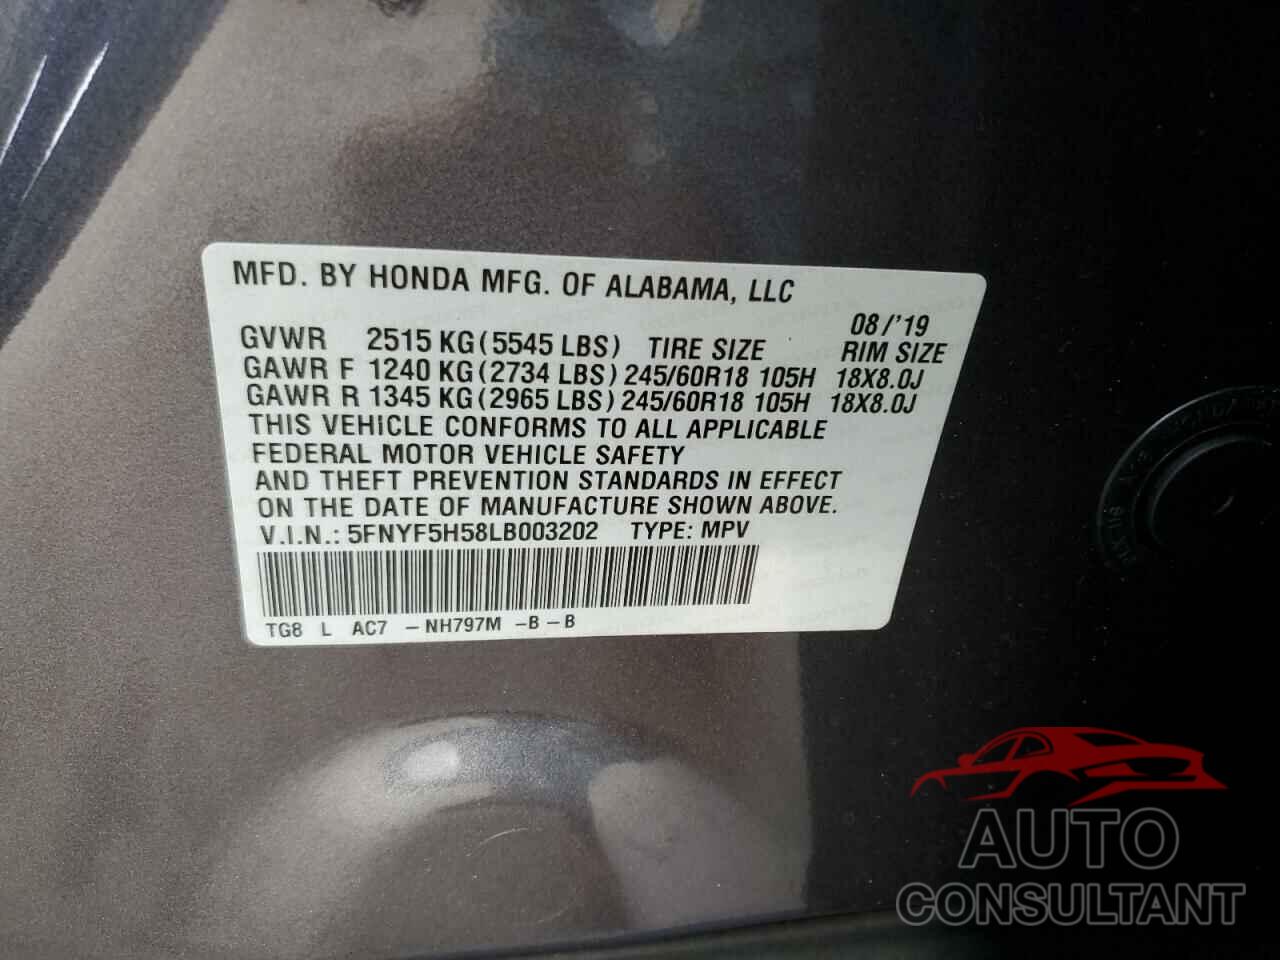 MFD. BY HONDA MFG. OF ALABAMA, LLC
08/'19
GVWR 2515 KG(5545 LBS) TIRE SIZE RIM SIZE
GAWR F 1240 KG(2734 LBS) 245/60R18 105H 18X8.0J
GAWR R 1345 KG(2965 LBS) 245/60R18 105H 18X8.0J
THIS VEHICLE CONFORMS TO ALL APPLICABLE
FEDERAL MOTOR VEHICLE SAFETY
AND THEFT PREVENTION STANDARDS IN EFFECT
ON THE DATE OF MANUFACTURE SHOWN ABOVE.
V.I.N.: 5FNYF5H58LB003202 TYPE: MPV
TG8 L AC7 -NH797M -B-B
AUTO
CONSULTANT